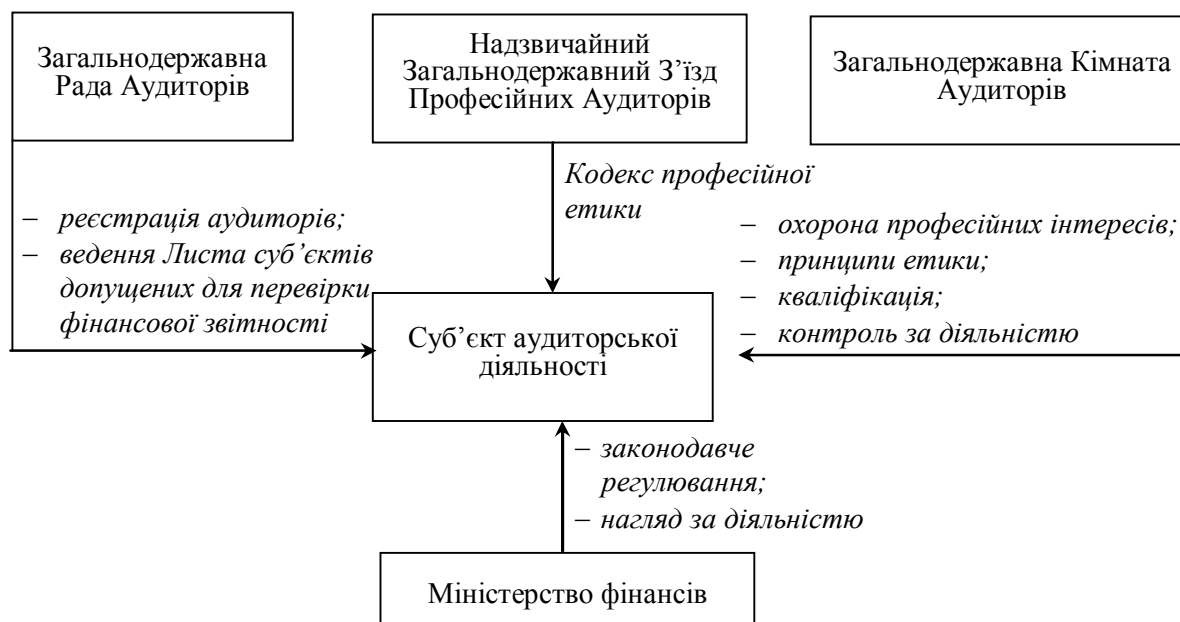 Загальнодержавна
Рада Аудиторів
Надзвичайний
Загальнодержавний З’їзд
Професійних Аудиторів
Загальнодержавна Кімната
Аудиторів
Кодекс професійної
етики
– реєстрація аудиторів;
– ведення Листа суб’єктів
допущених для перевірки
фінансової звітності
– охорона професійних інтересів;
– принципи етики;
– кваліфікація;
– контроль за діяльністю
Суб’єкт аудиторської
діяльності
– законодавче
регулювання;
– нагляд за діяльністю
Міністерство фінансів